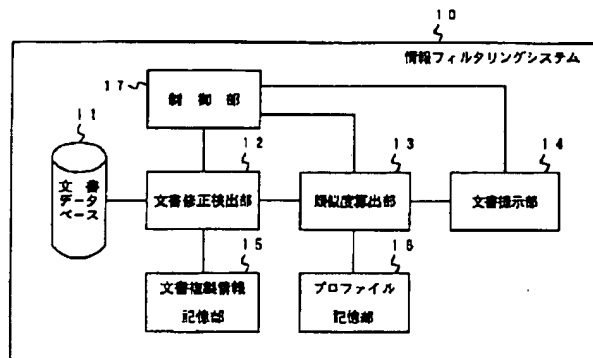 10
情報フィルタリングシステム
17
制御部
11
文書
データ
ベース
12
文書修正検出部
13
類似度算出部
14
文書提示部
15
文書複製情報
記憶部
16
プロファイル
記憶部